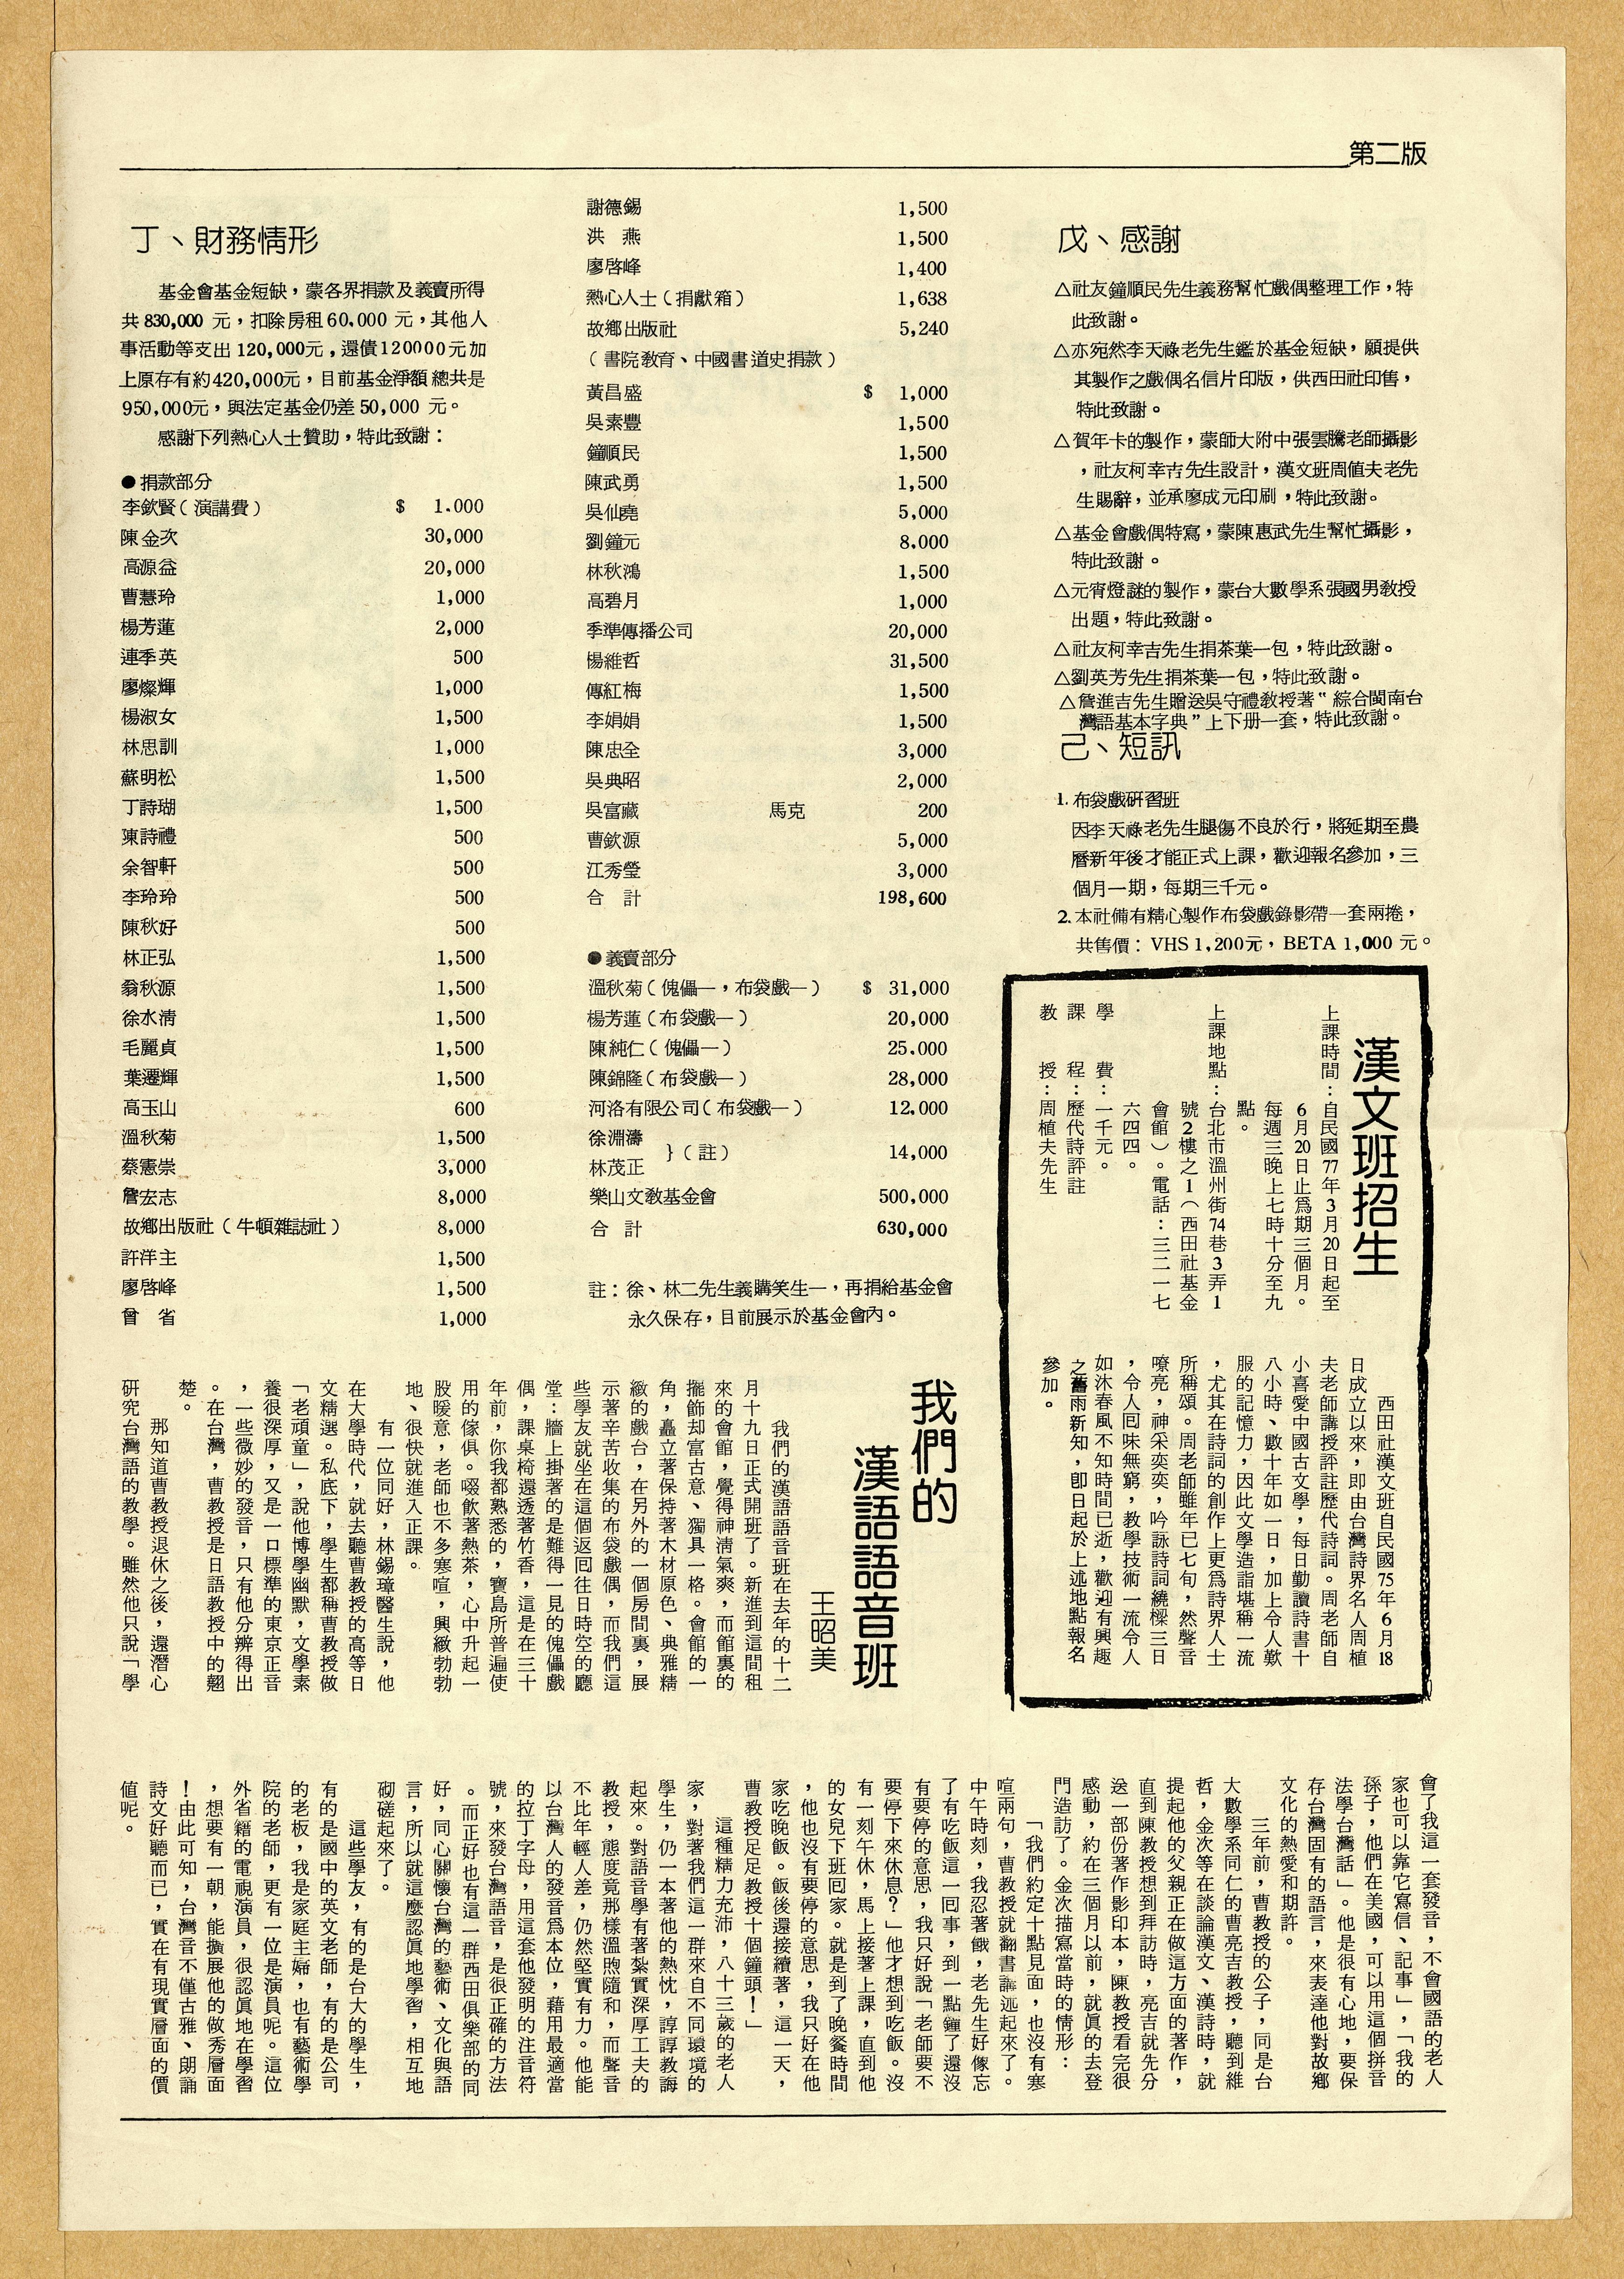 第二版
丁、財務情形
基金會基金短缺，蒙各界捐款及義賣所得
共830,000 元，扣除房租60,000 元，其他人
事活動等支出 120,000元，還債120000元加
上原存有約420,000元，目前基金淨額總共是
950,000元，與法定基金仍差 50,000 元。
感謝下列熱心人士贊助，特此致謝：
●捐款部分
李欽賢（演講費） $ 1.000
陳金次 30,000
高源益 20,000
曹慧玲 1,000
楊芳蓮 2,000
連季英 500
廖燦輝 1,000
楊淑女 1,500
林思訓 1,000
蘇明松 1,500
丁詩瑚 1,500
陳詩禮 500
余智軒 500
李玲玲 500
陳秋好 500
林正弘 1,500
翁秋源 1,500
徐水清 1,500
毛麗貞 1,500
葉遷輝 1,500
高玉山 600
溫秋菊 1,500
蔡憲崇 3,000
詹宏志 8,000
故鄉出版社（牛頓雜誌社） 8,000
許洋主 1,500
廖啓峰 1,500
曾　省 1,000
謝德錫 1,500
洪　燕 1,500
廖啓峰 1,400
熱心人士（捐獻箱） 1,638
故鄉出版社 5,240
（書院教育、中國書道史捐款）
黃昌盛 $ 1,000
吳素豐 1,500
鐘順民 1,500
陳武勇 1,500
吳仙堯 5,000
劉鐘元 8.000
林秋鴻 1,500
高碧月 1,000
季準傳播公司 20,000
楊維哲 31,500
傅紅梅 1,500
李娟娟 1,500
陳忠全 3,000
吳典昭 2,000
吳富藏 馬克 200
曹欽源 5,000
江秀瑩 3,000
合　計 198,600
●義賣部分
溫秋菊（傀儡一，布袋戲一） $ 31,000
楊芳蓮（布袋戲一） 20,000
陳純仁（傀儡一） 25.000
陳錦隆（布袋戲一） 28,000
河洛有限公司（布袋戲一） 12.000
徐淵濤
林茂正 }（註） 14,000
樂山文教基金會 500,000
合　計 630,000
註：徐、林二先生義購笑生一，再捐給基金會
永久保存，目前展示於基金會內。
戊、感謝
△社友鐘順民先生義務幫忙戲偶整理工作，特
此致謝。
△亦宛然李天祿老先生鑑於基金短缺，願提供
其製作之戲偶名信片印版，供西田社印售，
特此致謝。
△賀年卡的製作，蒙師大附中張雲騰老師攝影
，社友柯幸吉先生設計，漢文班周值夫老先
生賜辭，並承廖成元印刷，特此致謝。
△基金會戲偶特寫，蒙陳惠武先生幫忙攝影，
特此致謝。
△元宵燈謎的製作，蒙台大數學系張國男教授
出題，特此致謝。
△社友柯幸吉先生捐茶葉一包，特此致謝。
△劉英芳先生捐茶葉一包，特此致謝。
△詹進吉先生贈送吳守禮教授著“綜合閩南台
灣語基本字典”上下册一套，特此致謝。
己、短訊
1. 布袋戲研習班
因李天祿老先生腿傷不良於行，將延期至農
曆新年後才能正式上課，歡迎報名參加，三
個月一期，每期三千元。
2. 本社備有精心製作布袋戲錄影帶一套兩捲，
共售價：VHS 1,200元，BETA 1,000 元。
漢文班招生
上課時間：自民國77年3月20日起至
6月20日止爲期三個月。
每週三晚上七時十分至九
點。
上課地點：台北市溫州街74巷3弄1
號2樓之1（西田社基金
會館）。電話：三二一七
六四四。
學　費：一千元。
課　程：歷代詩評註
教　授：周植夫先生
西田社漢文班自民國75年6月18
日成立以來，即由台灣詩界名人周植
夫老師講授評註歷代詩詞。周老師自
小喜愛中國古文學，每日勤讀詩書十
八小時、數十年如一日，加上令人歎
服的記憶力，因此文學造詣堪稱一流
，尤其在詩詞的創作上更爲詩界人士
所稱頌。周老師雖年已七旬，然聲音
嘹亮，神采奕奕，吟詠詩詞繞樑三日
，令人囘味無窮，教學技術一流令人
如沐春風不知時間已逝，歡迎有興趣
之舊雨新知，卽日起於上述地點報名
參加。
我們的
漢語語音班
王昭美
我們的漢語語音班在去年的十二
月十九日正式開班了。新進到這間租
來的會館，覺得神清氣爽，而館裏的
擺飾却富古意、獨具一格。會館的一
角，矗立著保持著木材原色、典雅精
緻的戲台，在另外的一個房間裏，展
示著辛苦收集的布袋戲偶，而我們這
些學友就坐在這個返囘往日時空的廳
堂：牆上掛著的是難得一見的傀儡戲
偶，課桌椅還透著竹香，這是在三十
年前，你我都熟悉的，寶島所普遍使
用的傢俱。啜飲著熱茶，心中升起一
股暖意，老師也不多寒喧，興緻勃勃
地、很快就進入正課。
有一位同好，林錫璋醫生說，他
在大學時代，就去聽曹教授的高等日
文精選。私底下，學生都稱曹教授做
「老頑童」，說他博學幽默，文學素
養很深厚，又是一口標準的東京正音
，一些微妙的發音，只有他分辨得出
。在台灣，曹教授是日語教授中的翹
楚。
那知道曹教授退休之後，還潛心
研究台灣語的教學。雖然他只說「學
會了我這一套發音，不會國語的老人
家也可以靠它寫信、記事」，「我的
孫子，他們在美國，可以用這個拼音
法學台灣話」。他是很有心地，要保
存台灣固有的語言，來表達他對故鄉
文化的熱愛和期許。
三年前，曹教授的公子，同是台
大數學系同仁的曹亮吉教授，聽到維
哲，金次等在談論漢文、漢詩時，就
提起他的父親正在做這方面的著作，
直到陳教授想到拜訪時，亮吉就先分
送一部份著作影印本，陳教授看完很
感動，約在三個月以前，就眞的去登
門造訪了。金次描寫當時的情形：
「我們約定十點見面，也沒有寒
喧兩句，曹教授就翻書講述起來了。
中午時刻，我忍著餓，老先生好像忘
了有吃飯這一囘事，到一點鐘了還沒
有要停的意思，我只好說「老師要不
要停下來休息？」他才想到吃飯。沒
有一刻午休，馬上接著上課，直到他
的女兒下班囘家。就是到了晚餐時間
，他也沒有要停的意思，我只好在他
家吃晚飯。飯後還接續著，這一天，
曹教授足足教授十個鐘頭！」
這種精力充沛，八十三歲的老人
家，對著我們這一群來自不同環境的
學生，仍一本著他的熱忱，諄諄教誨
起來。對語音學有著紮實深厚工夫的
教授，態度竟那樣溫煦隨和，而聲音
不比年輕人差，仍然堅實有力。他能
以台灣人的發音爲本位，藉用最適當
的拉丁字母，用這套他發明的注音符
號，來發台灣語音，是很正確的方法
。而正好也有這一群西田俱樂部的同
好，同心關懷台灣的藝術、文化與語
言，所以就這麼認眞地學習，相互地
砌磋起來了。
這些學友，有的是台大的學生，
有的是國中的英文老師，有的是公司
的老板，我是家庭主婦，也有藝術學
院的老師，更有一位是演員呢。這位
外省籍的電視演員，很認眞地在學習
，想要有一朝，能擴展他的做秀層面
！由此可知，台灣音不僅古雅、朗誦
詩文好聽而已，實在有現實層面的價
值呢。